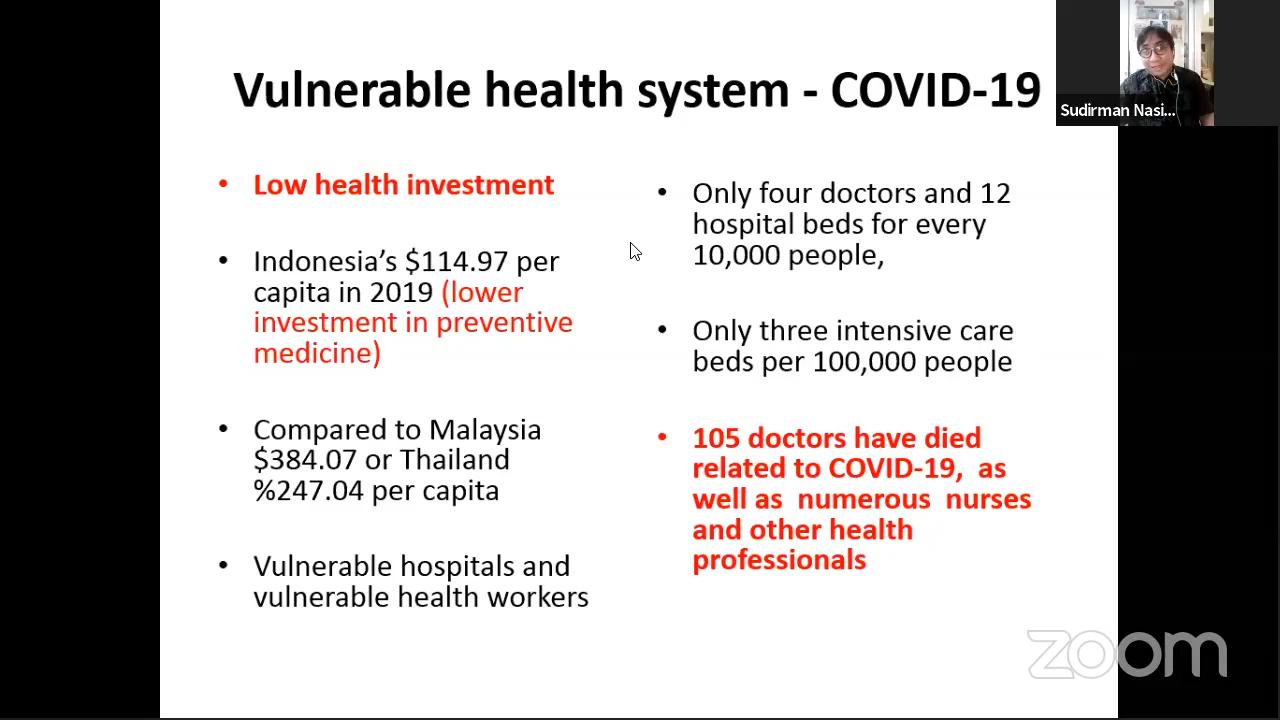 Vulnerable health system - COVID-19
Sudirman Nasi...
• Low health investment
• Indonesia’s $114.97 per
capita in 2019 (lower
investment in preventive
medicine)
• Compared to Malaysia
$384.07 or Thailand
%247.04 per capita
• Vulnerable hospitals and
vulnerable health workers
• Only four doctors and 12
hospital beds for every
10,000 people,
• Only three intensive care
beds per 100,000 people
• 105 doctors have died
related to COVID-19, as
well as numerous nurses
and other health
professionals
zoom